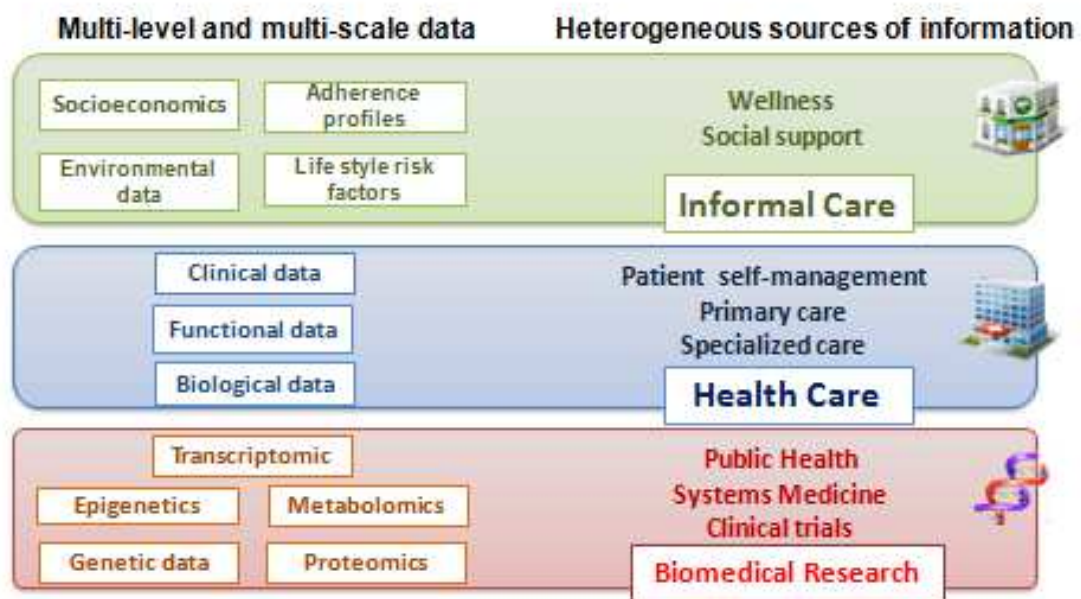 Multi-level and multi-scale data
Heterogeneous sources of information
Socioeconomics
Adherence
profiles
Environmental
data
Life style risk
factors
Wellness
Social support
Informal Care
Clinical data
Functional data
Biological data
Patient self-management
Primary care
Specialized care
Health Care
Transcriptomic
Epigenetics
Metabolomics
Genetic data
Proteomics
Public Health
Systems Medicine
Clinical trials
Biomedical Research